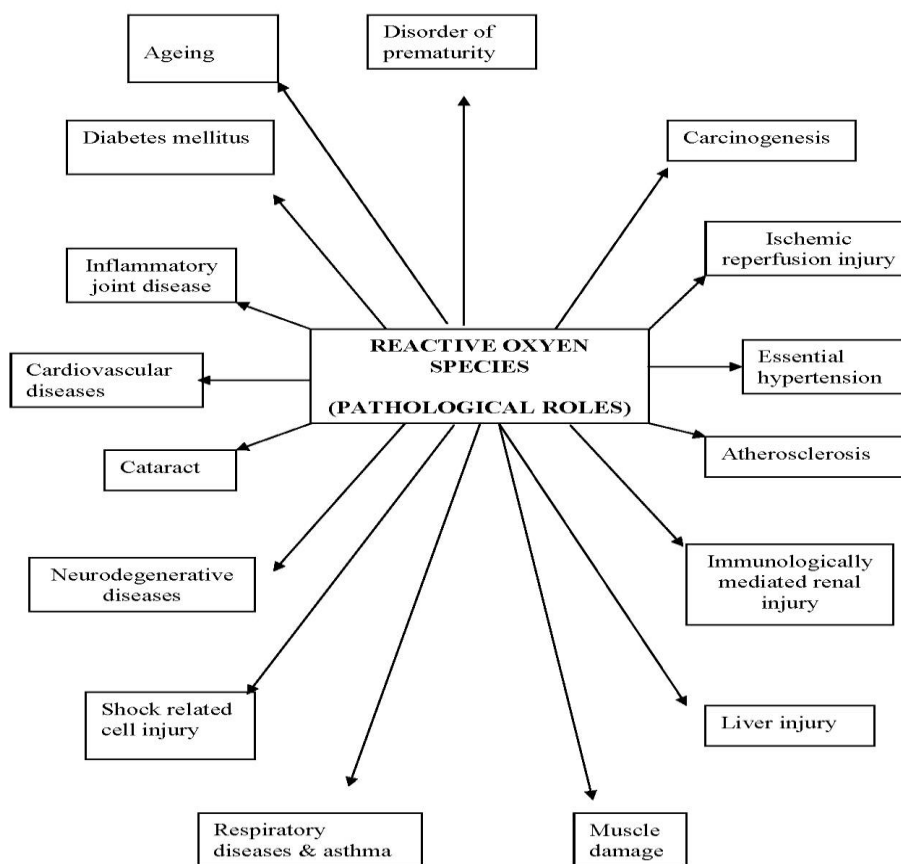 Disorder of
prematurity
Ageing
Diabetes mellitus
Carcinogenesis
Ischemic
reperfusion injury
Inflammatory
joint disease
REACTIVE OXYEN
SPECIES
(PATHOLOGICAL ROLES)
Essential
hypertension
Cardiovascular
diseases
Atherosclerosis
Cataract
Neurodegenerative
diseases
Immunologically
mediated renal
injury
Shock related
cell injury
Liver injury
Respiratory
diseases & asthma
Muscle
damage